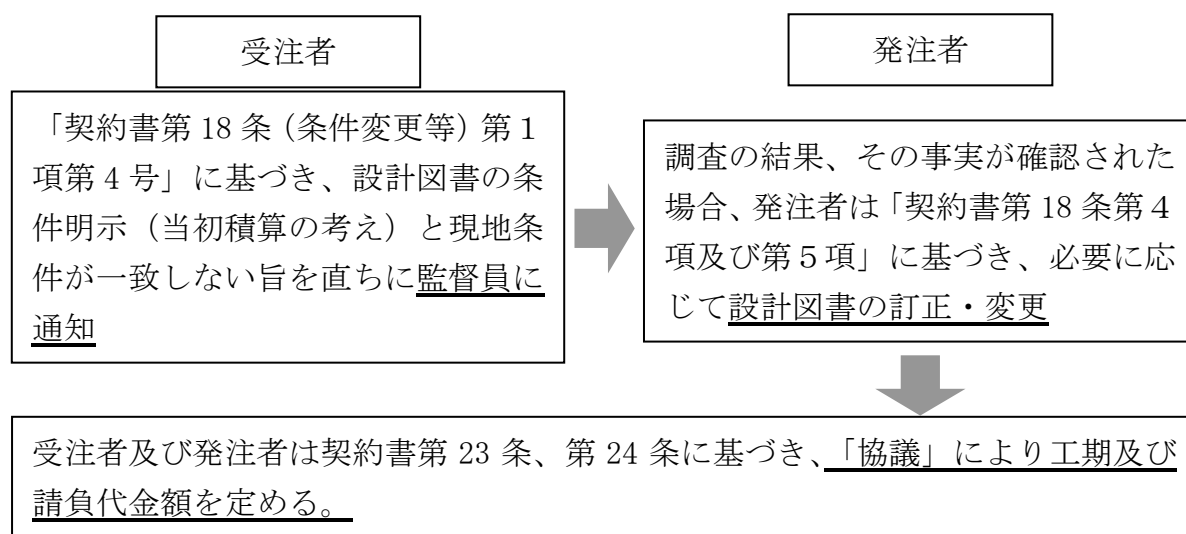 受注者
「契約書第 18 条（条件変更等）第１
項第４号」に基づき、設計図書の条
件明示（当初積算の考え）と現地条
件が一致しない旨を直ちに監督員に
通知
発注者
調査の結果、その事実が確認された
場合、発注者は「契約書第 18 条第４
項及び第５項」に基づき、必要に応
じて設計図書の訂正・変更
受注者及び発注者は契約書第 23 条、第 24 条に基づき、「協議」により工期及び
請負代金額を定める。